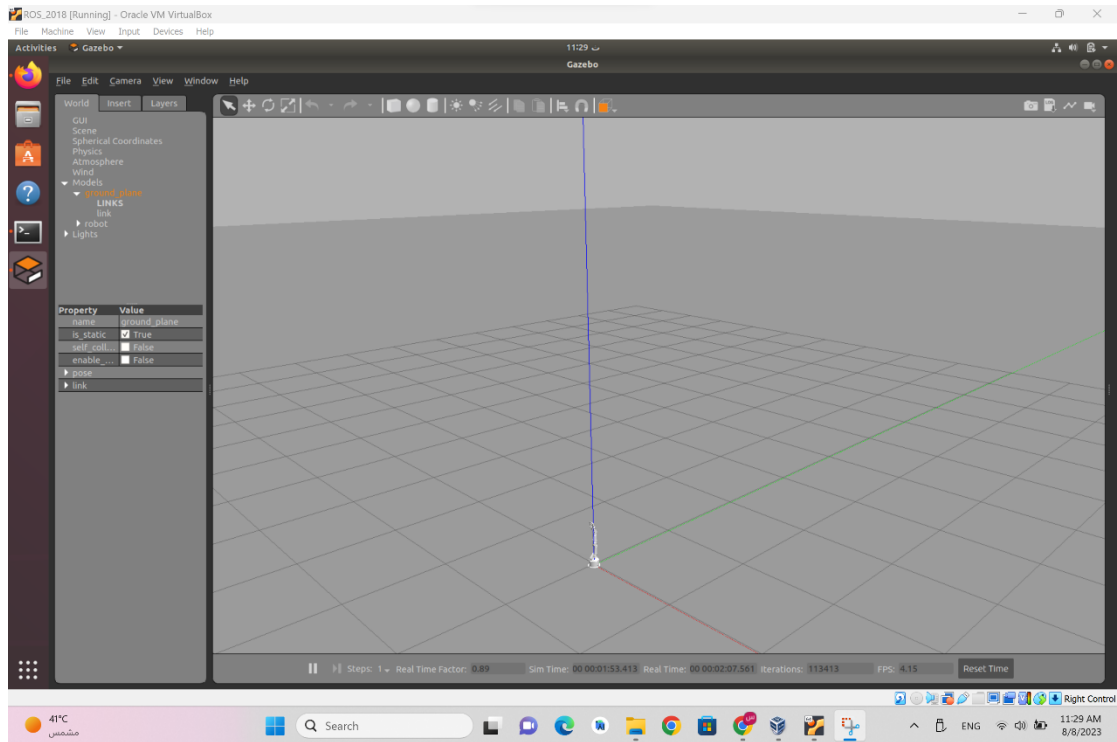 ROS_2018 [Running] - Oracle VM VirtualBox
File Machine View Input Devices Help
Activities Gazebo 11:29 ت
Gazebo
File Edit Camera View Window Help
World Insert Layers
GUI
Scene
Spherical Coordinates
Physics
Atmosphere
Wind
Models
ground_plane
LINKS
link
robot
Lights
Property Value
name ground_plane
is_static True
self_coll... False
enable_... False
pose
link
Steps: 1 Real Time Factor: 0.89 Sim Time: 00 00:01:53.413 Real Time: 00 00:02:07.561 Iterations: 113413 FPS: 4.15 Reset Time
Right Control
41°C
مشمس
Search
ENG
11:29 AM
8/8/2023